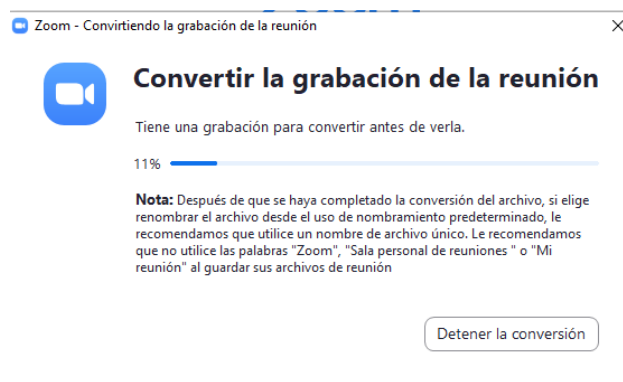 Zoom - Convirtiendo la grabación de la reunión
Convertir la grabación de la reunión
Tiene una grabación para convertir antes de verla.
11%
Nota: Después de que se haya completado la conversión del archivo, si elige
renombrar el archivo desde el uso de nombramiento predeterminado, le
recomendamos que utilice un nombre de archivo único. Le recomendamos
que no utilice las palabras "Zoom", "Sala personal de reuniones " o "Mi
reunión" al guardar sus archivos de reunión
Detener la conversión